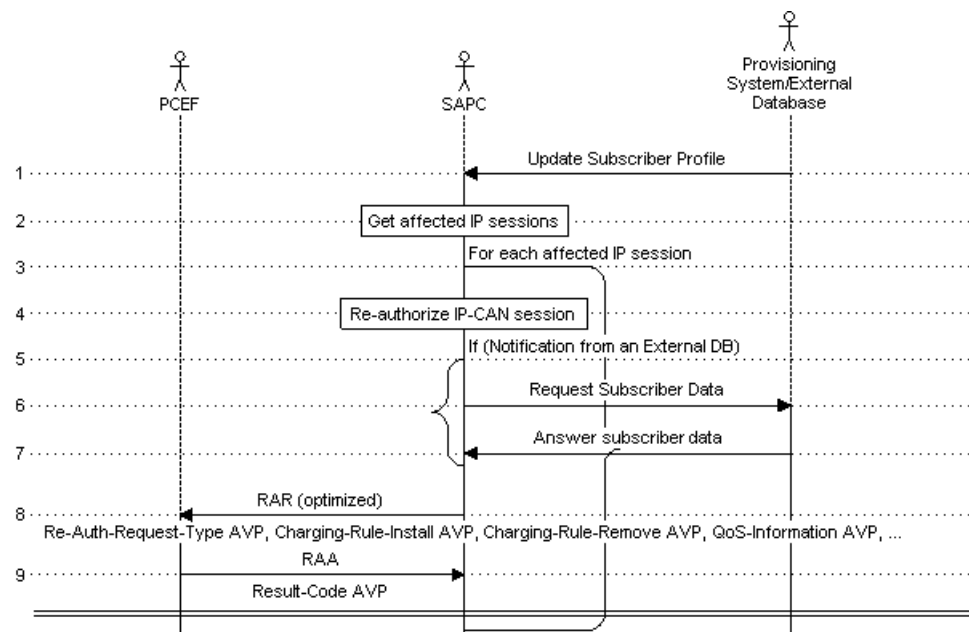 PCEF
SAPC
Provisioning
System/External
Database
1
Update Subscriber Profile
2
Get affected IP sessions
3
For each affected IP session
4
Re-authorize IP-CAN session
5
If (Notification from an External DB)
6
Request Subscriber Data
7
Answer subscriber data
8
RAR (optimized)
Re-Auth-Request-Type AVP, Charging-Rule-Install AVP, Charging-Rule-Remove AVP, QoS-Information AVP, ...
9
RAA
Result-Code AVP